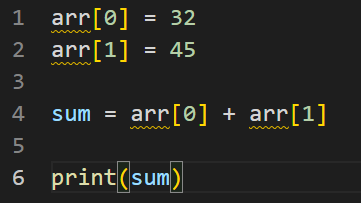 1 arr[0] = 32
2 arr[1] = 45
3
4 sum = arr[0] + arr[1]
5
6 print(sum)